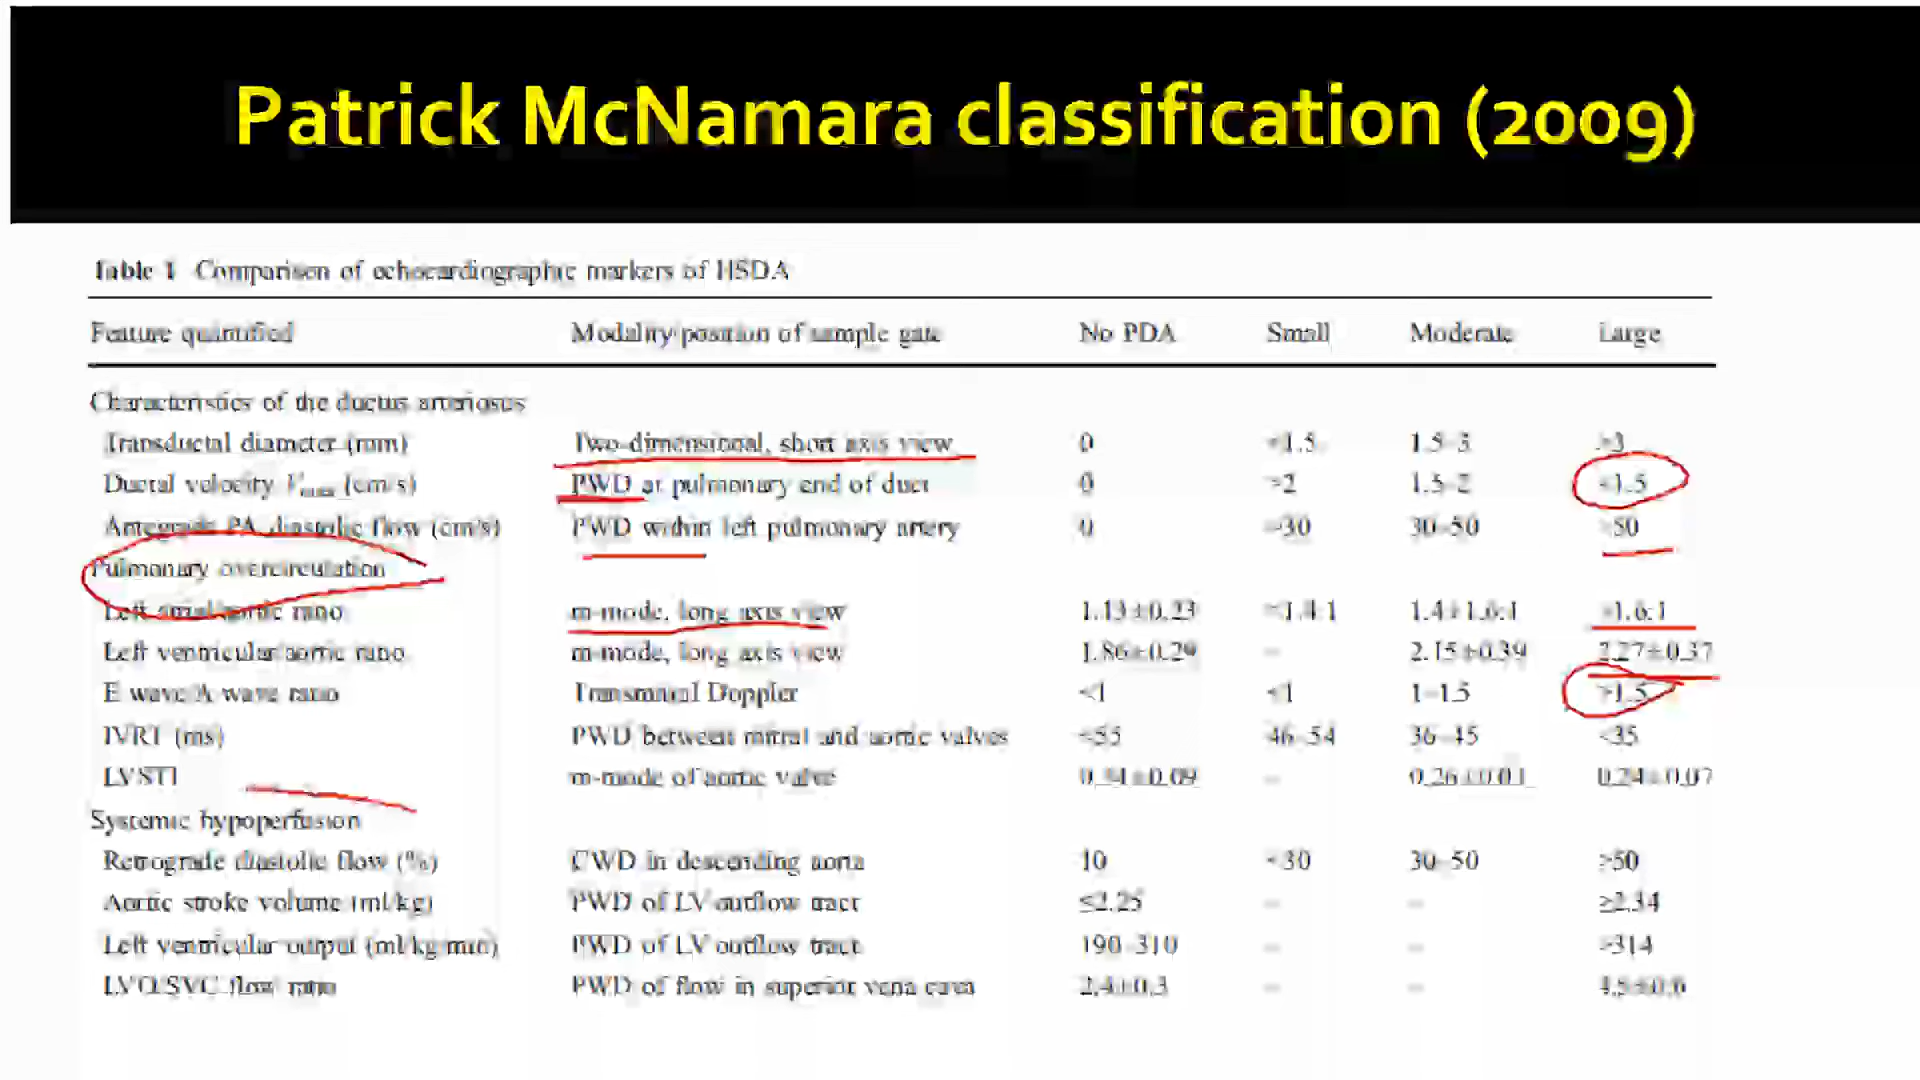 Patrick McNamara classification (2009)
Table 1 Comparison of echocardiographic markers of HSDA
Feature quantified Modality/position of sample gate No PDA Small Moderate Large
Characteristics of the ductus arteriosus
Transductal diameter (mm) Two-dimensional, short axis view 0 <1.5 1.5–3 >3
Ductal velocity Vmax (cm/s) PWD at pulmonary end of duct 0 >2 1.5–2 <1.5
Antegrade PA diastolic flow (cm/s) PWD within left pulmonary artery 0 >30 30–50 >50
Pulmonary overcirculation
Left atrial/aortic ratio m-mode, long axis view 1.13±0.23 <1.4:1 1.4–1.6:1 >1.6:1
Left ventricular/aortic ratio m-mode, long axis view 1.86±0.29 – 2.15±0.39 2.27±0.37
E wave/A wave ratio Transmitral Doppler <1 <1 1–1.5 >1.5
IVRT (ms) PWD between mitral and aortic valves 46–54 36–45 <35
LVSTI m-mode of aortic valve 0.34±0.09 – 0.26±0.03 0.24±0.07
Systemic hypoperfusion
Retrograde diastolic flow (%) CWD in descending aorta 10 <30 30–50 >50
Aortic stroke volume (ml/kg) PWD of LV outflow tract ≤2.25 – – ≥2.34
Left ventricular output (ml/kg/min) PWD of LV outflow tract 190–310 – – >314
LVO/SVC flow ratio PWD of flow in superior vena cava 2.4±0.3 – – 4.5±0.6